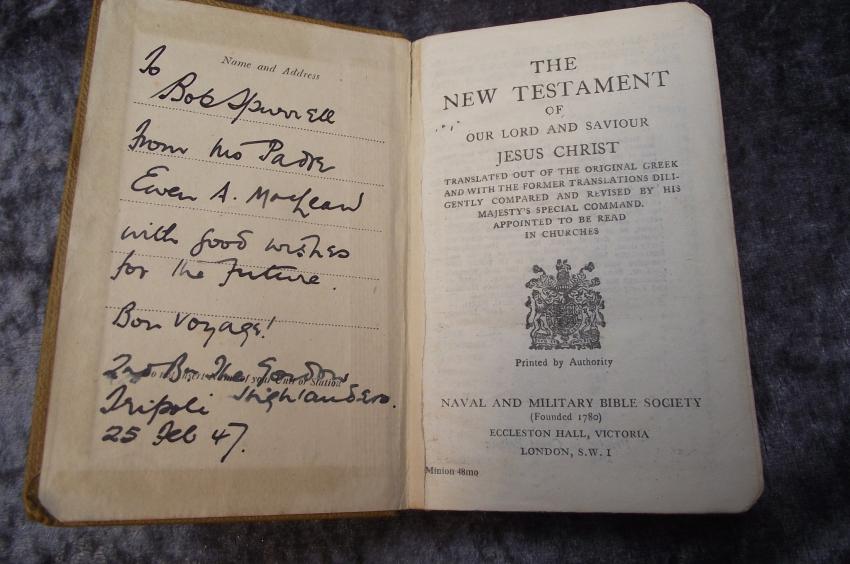 Name and Address
To
Bob Spurrell
from his Padre
Ewen A. MacLean
with good wishes
for the future.
Bon Voyage!
2nd Bn The Gordon
Highlanders.
Tripoli
25 Feb 47.
THE
NEW TESTAMENT
OF
OUR LORD AND SAVIOUR
JESUS CHRIST
TRANSLATED OUT OF THE ORIGINAL GREEK
AND WITH THE FORMER TRANSLATIONS DILI-
GENTLY COMPARED AND REVISED BY HIS
MAJESTY'S SPECIAL COMMAND.
APPOINTED TO BE READ
IN CHURCHES
Printed by Authority
NAVAL AND MILITARY BIBLE SOCIETY
(Founded 1780)
ECCLESTON HALL, VICTORIA
LONDON, S.W. 1
Minion 48mo